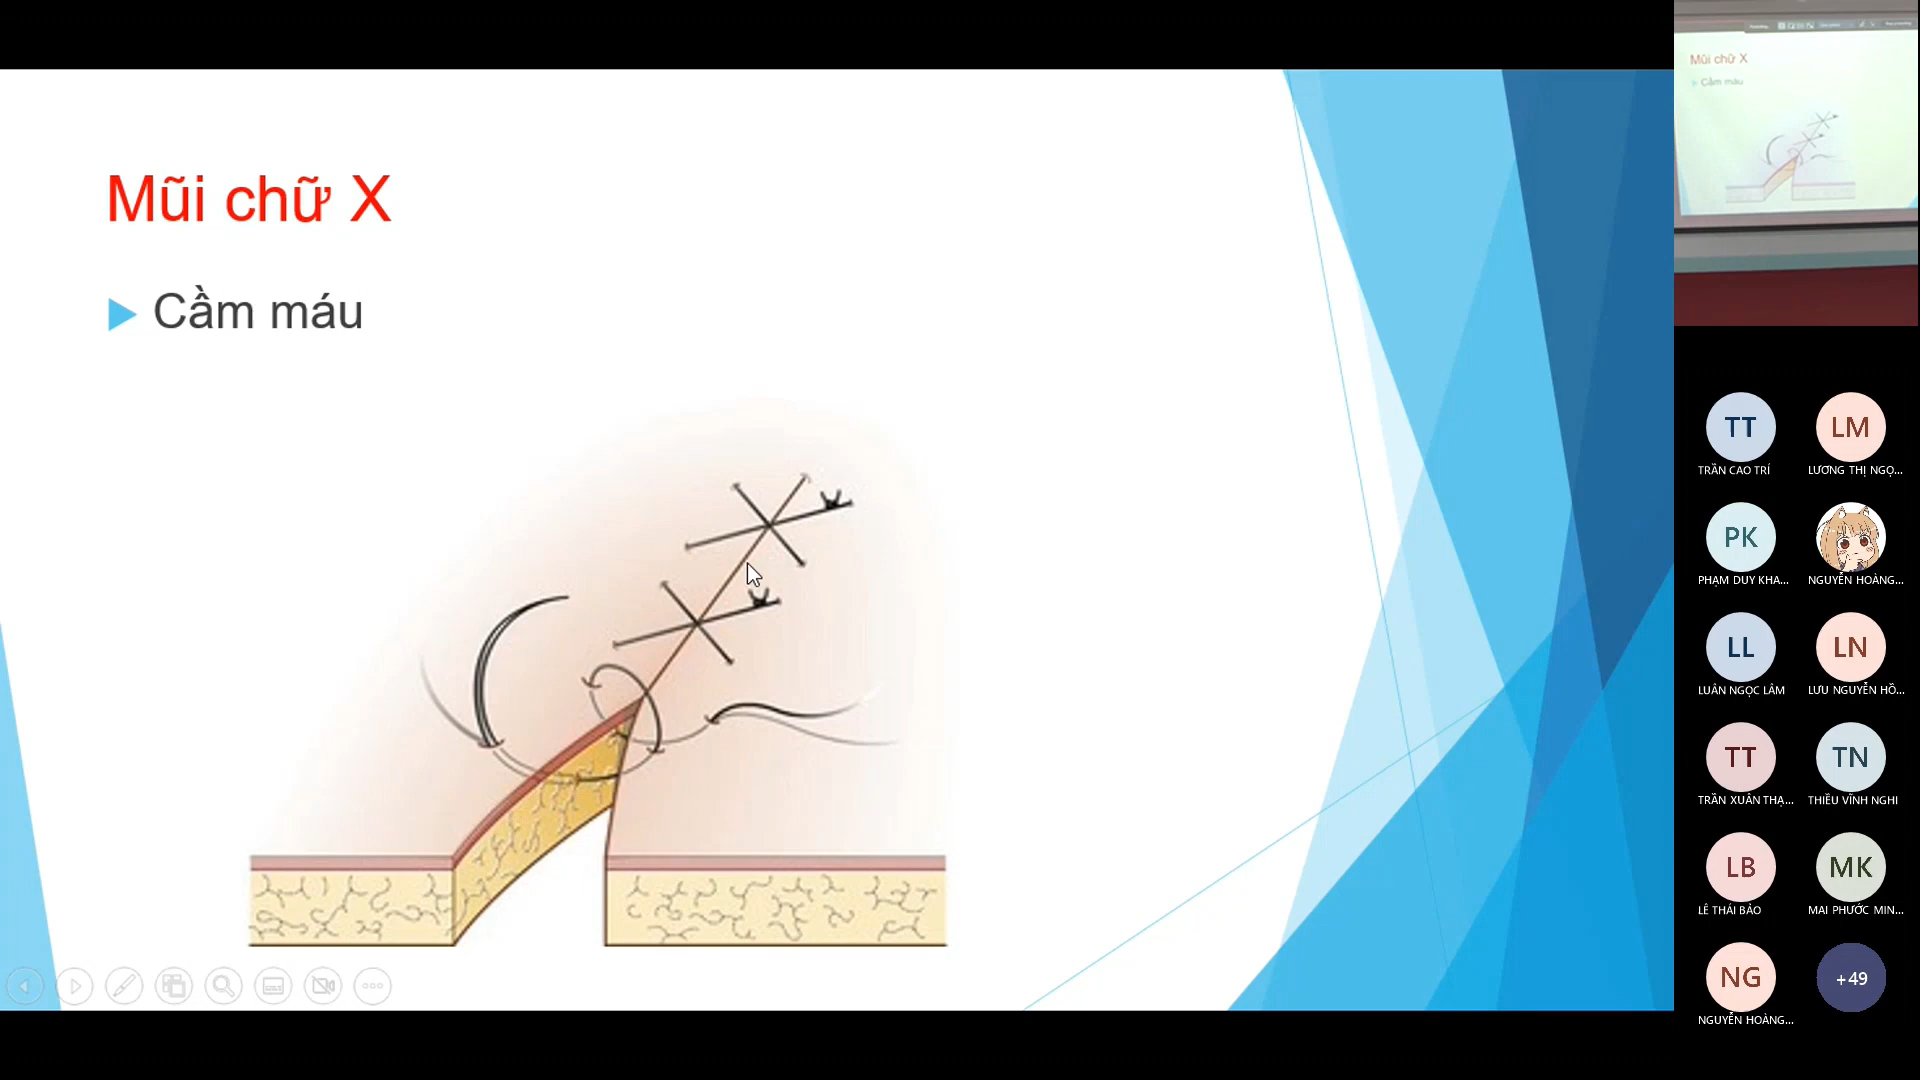 Mũi chữ X
Cầm máu
Mũi chữ X
Cầm máu
TT
LM
TRẦN CAO TRÍ
LƯƠNG THỊ NGỌ...
PK
PHẠM DUY KHA...
NGUYỄN HOÀNG...
LL
LN
LUÂN NGỌC LÂM
LƯU NGUYỄN HỒ...
TT
TN
TRẦN XUÂN THẠ...
THIỀU VĨNH NGHI
LB
MK
LÊ THÁI BẢO
MAI PHƯỚC MIN...
NG
+49
NGUYỄN HOÀNG...